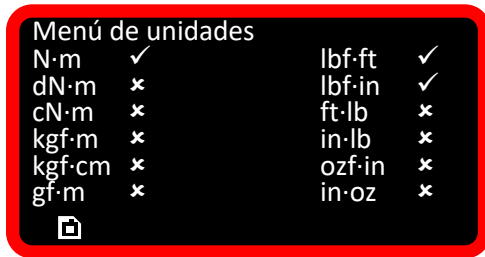 Menú de unidades
N·m ✓ lbf·ft ✓
dN·m × lbf·in ✓
cN·m × ft·lb ×
kgf·m × in·lb ×
kgf·cm × ozf·in ×
gf·m × in·oz ×